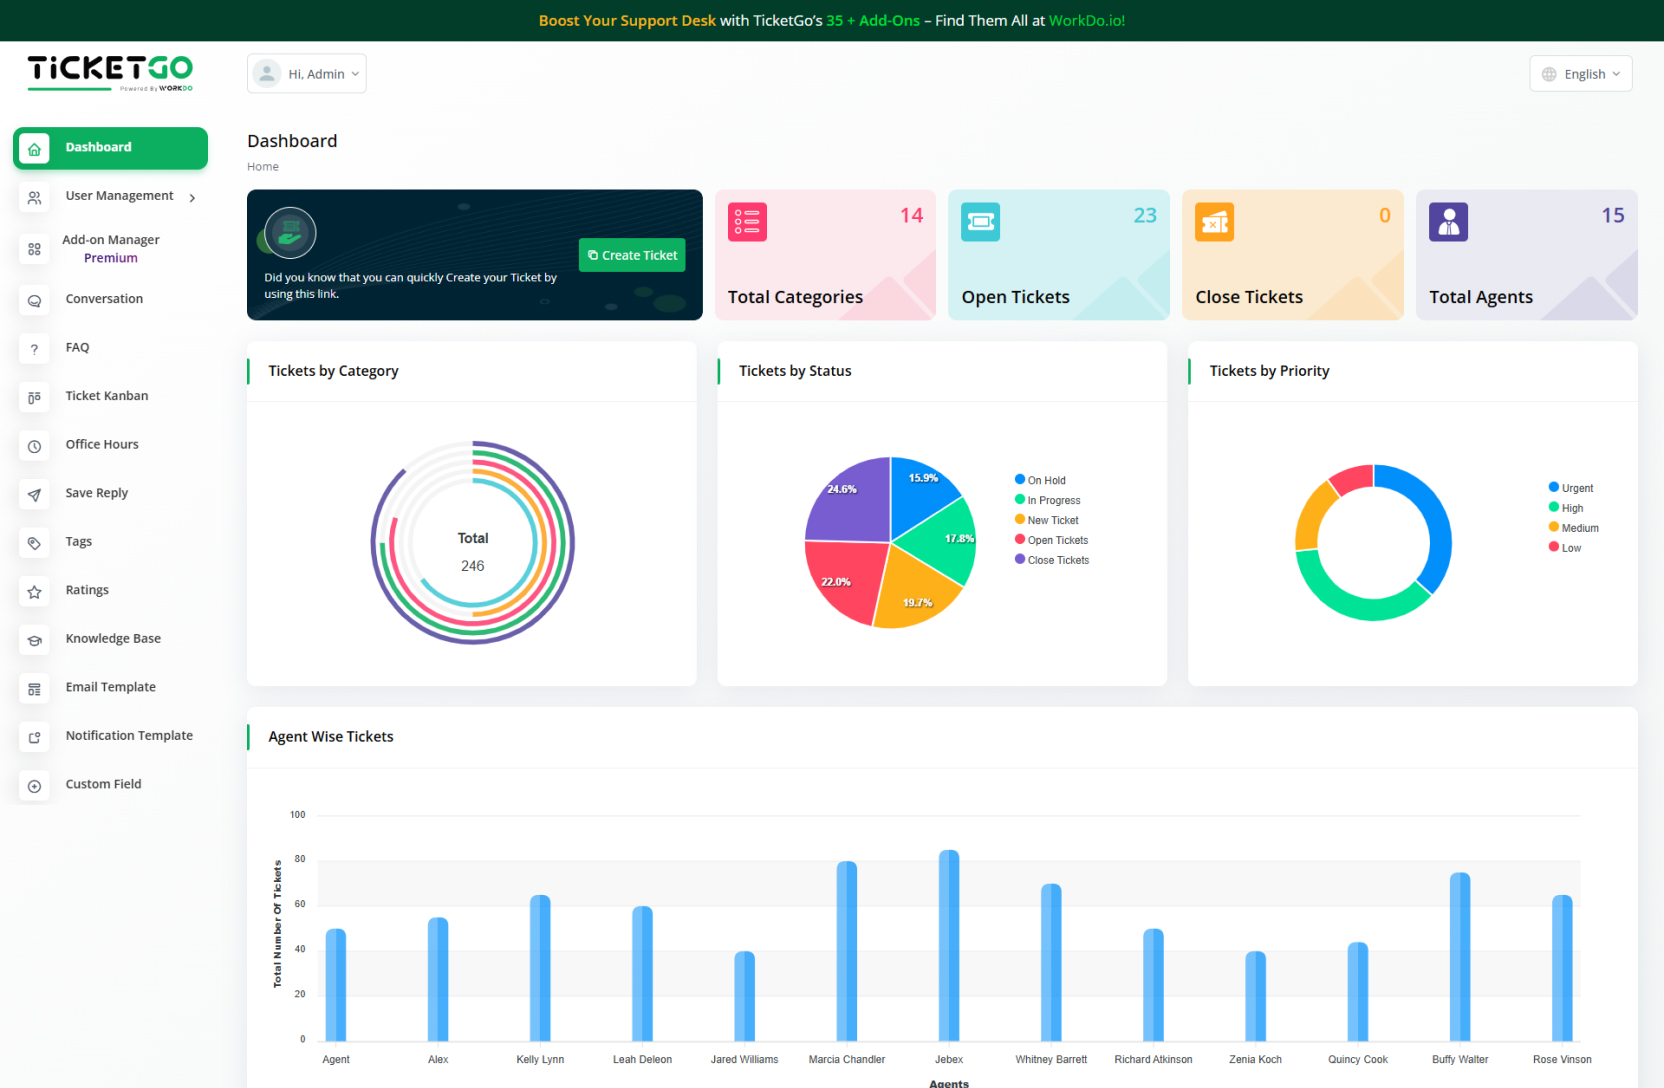 Boost Your Support Desk with TicketGo’s 35 + Add-Ons – Find Them All at WorkDo.io!
TiCKETGO
Powered By WORKDO
Hi, Admin
English
Dashboard
User Management
Add-on Manager
Premium
Conversation
FAQ
Ticket Kanban
Office Hours
Save Reply
Tags
Ratings
Knowledge Base
Email Template
Notification Template
Custom Field
Dashboard
Home
Did you know that you can quickly Create your Ticket by
using this link.
Create Ticket
14
Total Categories
23
Open Tickets
0
Close Tickets
15
Total Agents
Tickets by Category
Total
246
Tickets by Status
15.9%
17.8%
19.7%
22.0%
24.6%
On Hold
In Progress
New Ticket
Open Tickets
Close Tickets
Tickets by Priority
Urgent
High
Medium
Low
Agent Wise Tickets
Total Number Of Tickets
100
80
60
40
20
0
Agent
Alex
Kelly Lynn
Leah Deleon
Jared Williams
Marcia Chandler
Jebex
Whitney Barrett
Richard Atkinson
Zenia Koch
Quincy Cook
Buffy Walter
Rose Vinson
Agents